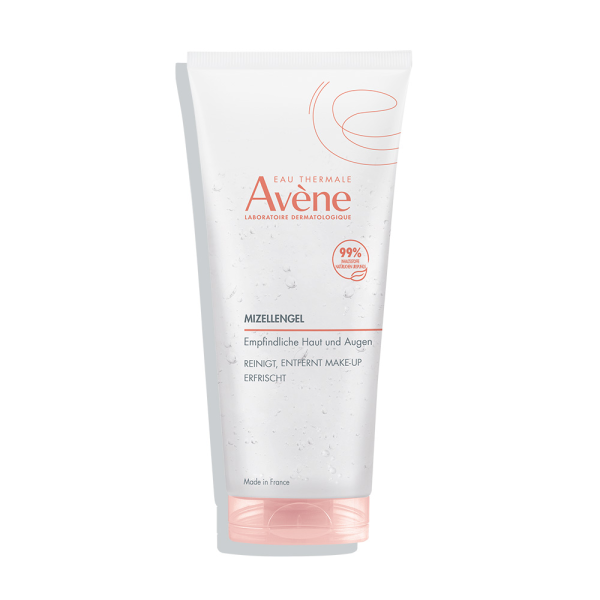 EAU THERMALE
Avène
LABORATOIRE DERMATOLOGIQUE
99%
MIZELLENGEL
Empfindliche Haut und Augen
REINIGT, ENTFERNT MAKE-UP
ERFRISCHT
Made in France